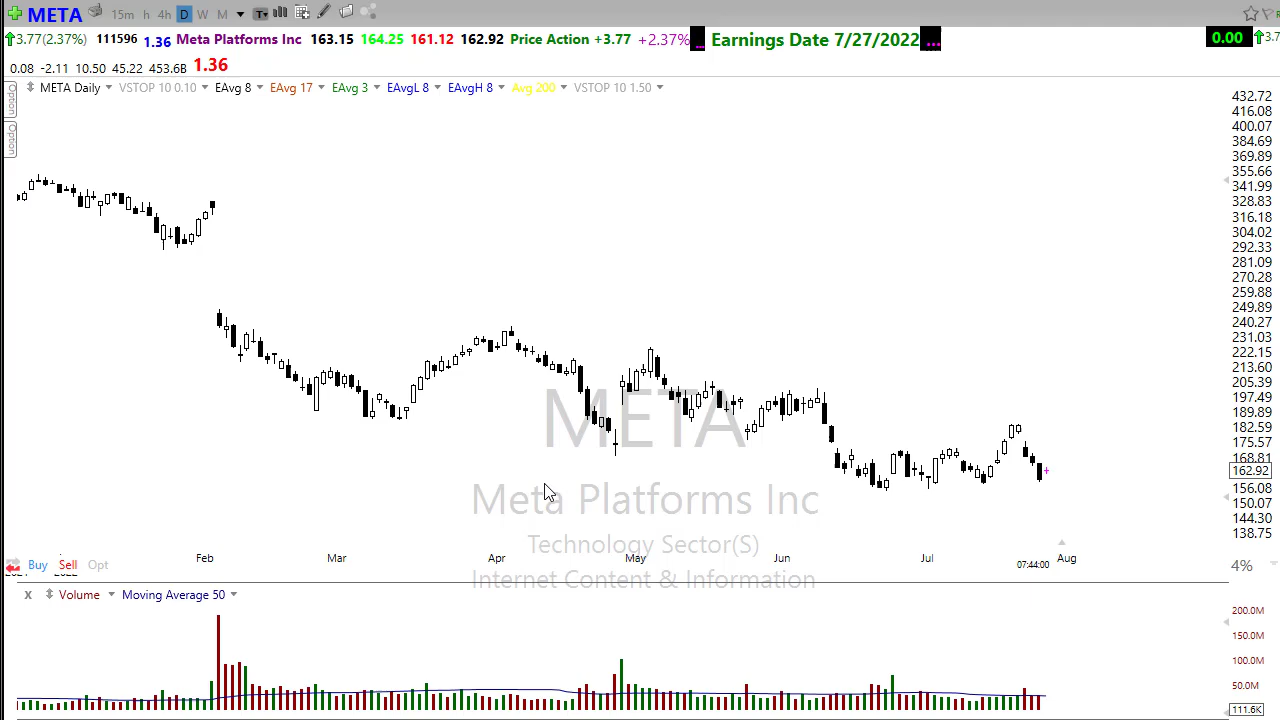 META 15m h 4h D W M T
3.77(2.37%) 111596 1.36 Meta Platforms Inc 163.15 164.25 161.12 162.92 Price Action +3.77 +2.37% ... Earnings Date 7/27/2022 ... 0.00 3.7
0.08 -2.11 10.50 45.22 453.6B 1.36
META Daily VSTOP 10 0.10 EAvg 8 EAvg 17 EAvg 3 EAvgL 8 EAvgH 8 Avg 200 VSTOP 10 1.50
Option
Option
432.72
416.08
400.07
384.69
369.89
355.66
341.99
328.83
316.18
304.02
292.33
281.09
270.28
259.88
249.89
240.27
231.03
222.15
213.60
205.39
197.49
189.89
182.59
175.57
168.81
162.92
156.08
150.07
144.30
138.75
META
Meta Platforms Inc
Technology Sector(S)
Internet Content & Information
Feb Mar Apr May Jun Jul Aug
07:44:00
Buy Sell Opt 4%
X Volume Moving Average 50
200.0M
150.0M
100.0M
50.0M
111.6K